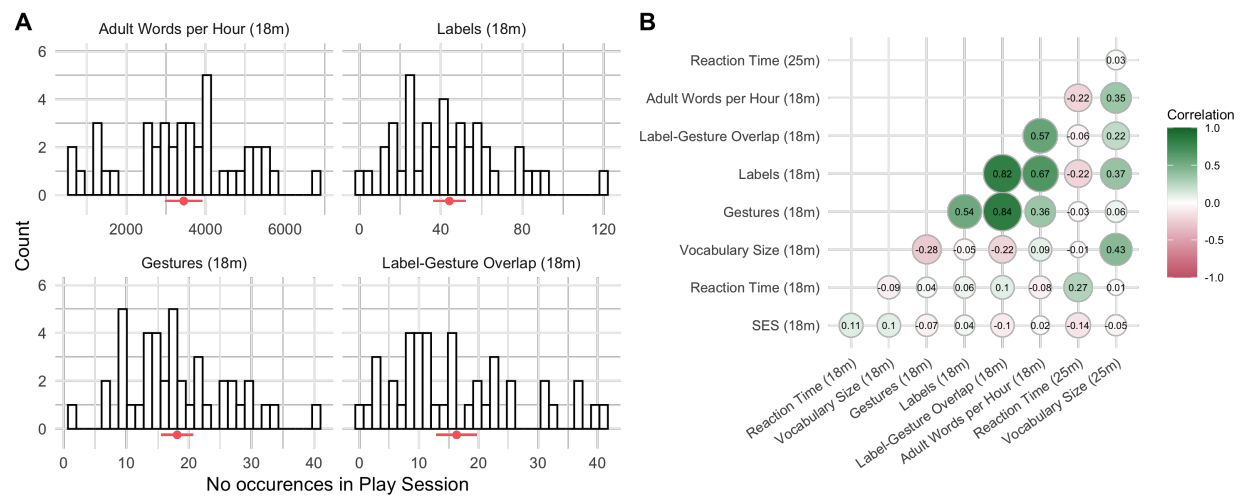 A
Adult Words per Hour (18m)
Labels (18m)
6
4
2
0
2000
4000
6000
0
40
80
120
Count
Gestures (18m)
Label-Gesture Overlap (18m)
6
4
2
0
0
10
20
30
40
0
10
20
30
40
No occurences in Play Session
B
Reaction Time (25m)
0.03
Adult Words per Hour (18m)
-0.22 0.35
Label-Gesture Overlap (18m)
0.57 -0.06 0.22
Labels (18m)
0.82 0.67 -0.22 0.37
Gestures (18m)
0.54 0.84 0.36 -0.03 0.06
Vocabulary Size (18m)
-0.28 -0.05 -0.22 0.09 -0.01 0.43
Reaction Time (18m)
-0.09 0.04 0.06 0.1 -0.08 0.27 0.01
SES (18m)
0.11 0.1 -0.07 0.04 -0.1 0.02 -0.14 -0.05
Reaction Time (18m)
Vocabulary Size (18m)
Gestures (18m)
Labels (18m)
Label-Gesture Overlap (18m)
Adult Words per Hour (18m)
Reaction Time (25m)
Vocabulary Size (25m)
Correlation
1.0
0.5
0.0
-0.5
-1.0